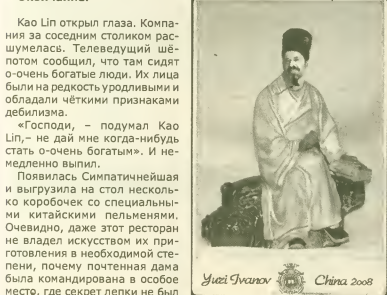 Kao Lin открыл глаза. Компа-
ния за соседним столиком рас-
шумелась. Телеведущий шё-
потом сообщил, что там сидят
о-очень богатые люди. Их лица
были на редкость уродливыми и
обладали чёткими признаками
дебилизма.
«Господи, – подумал Kao
Lin,– не дай мне когда-нибудь
стать о-очень богатым». И не-
медленно выпил.
Появилась Симпатичнейшая
и выгрузила на стол несколь-
ко коробочек со специальны-
ми китайскими пельменями.
Очевидно, даже этот ресторан
не владел искусством их при-
готовления в необходимой сте-
пени, почему почтенная дама
была командирована в особое
место, где секрет лепки не был
Yuzi Ivanov
China 2008